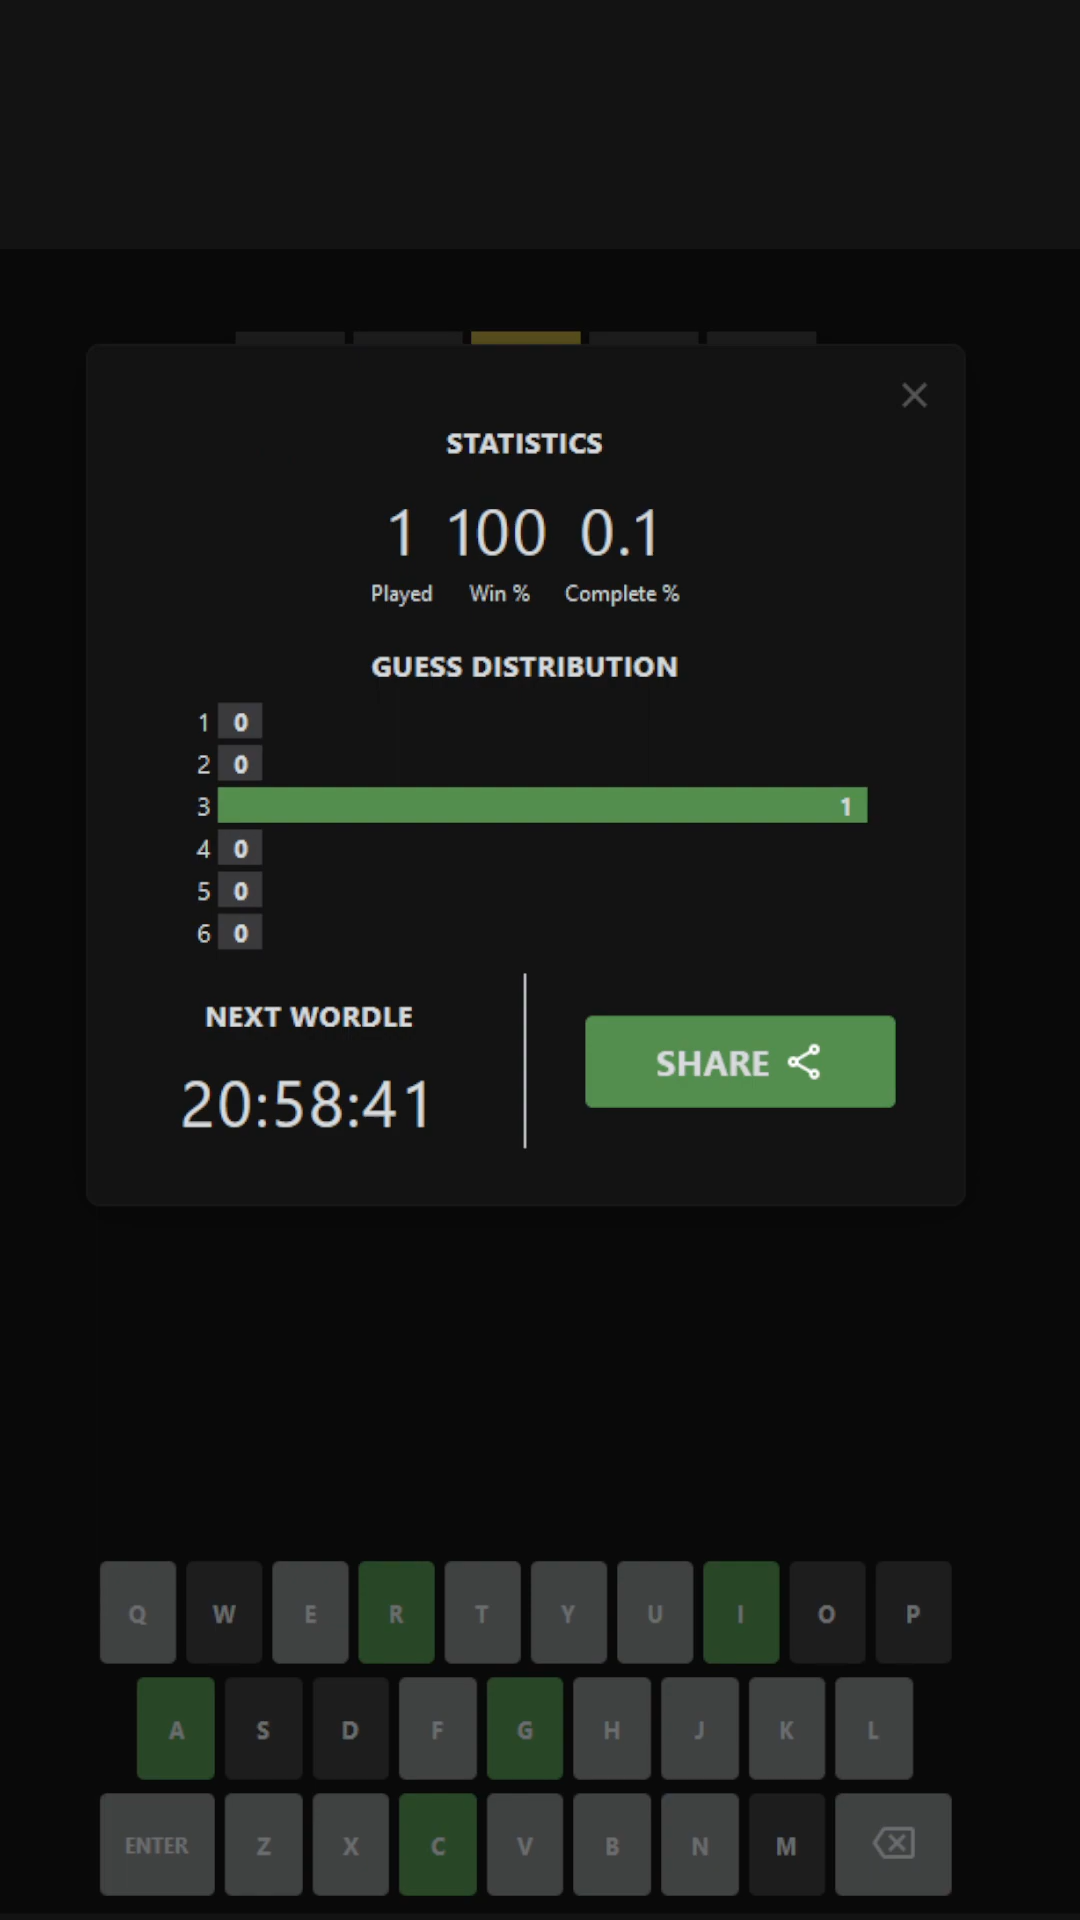 STATISTICS
1 100 0.1
Played Win % Complete %
GUESS DISTRIBUTION
1 0
2 0
3 1
4 0
5 0
6 0
NEXT WORDLE
20:58:41
SHARE
Q W E R T Y U I O P
A S D F G H J K L
ENTER Z X C V B N M